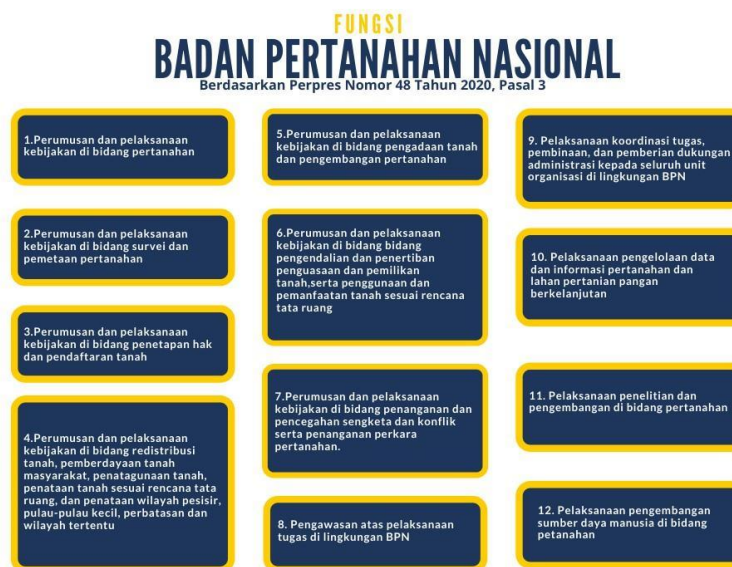 FUNGSI
BADAN PERTANAHAN NASIONAL
Berdasarkan Perpres Nomor 48 Tahun 2020, Pasal 3
1.Perumusan dan pelaksanaan
kebijakan di bidang pertanahan
2.Perumusan dan pelaksanaan
kebijakan di bidang survei dan
pemetaan pertanahan
3.Perumusan dan pelaksanaan
kebijakan di bidang penetapan hak
dan pendaftaran tanah
4.Perumusan dan pelaksanaan
kebijakan di bidang redistribusi
tanah, pemberdayaan tanah
masyarakat, penatagunaan tanah,
penataan tanah sesuai rencana tata
ruang, dan penataan wilayah pesisir,
pulau-pulau kecil, perbatasan dan
wilayah tertentu
5.Perumusan dan pelaksanaan
kebijakan di bidang pengadaan tanah
dan pengembangan pertanahan
6.Perumusan dan pelaksanaan
kebijakan di bidang bidang
pengendalian dan penertiban
penguasaan dan pemilikan
tanah,serta penggunaan dan
pemanfaatan tanah sesuai rencana
tata ruang
7.Perumusan dan pelaksanaan
kebijakan di bidang penanganan dan
pencegahan sengketa dan konflik
serta penanganan perkara
pertanahan.
8. Pengawasan atas pelaksanaan
tugas di lingkungan BPN
9. Pelaksanaan koordinasi tugas,
pembinaan, dan pemberian dukungan
administrasi kepada seluruh unit
organisasi di lingkungan BPN
10. Pelaksanaan pengelolaan data
dan informasi pertanahan dan
lahan pertanian pangan
berkelanjutan
11. Pelaksanaan penelitian dan
pengembangan di bidang pertanahan
12. Pelaksanaan pengembangan
sumber daya manusia di bidang
petanahan